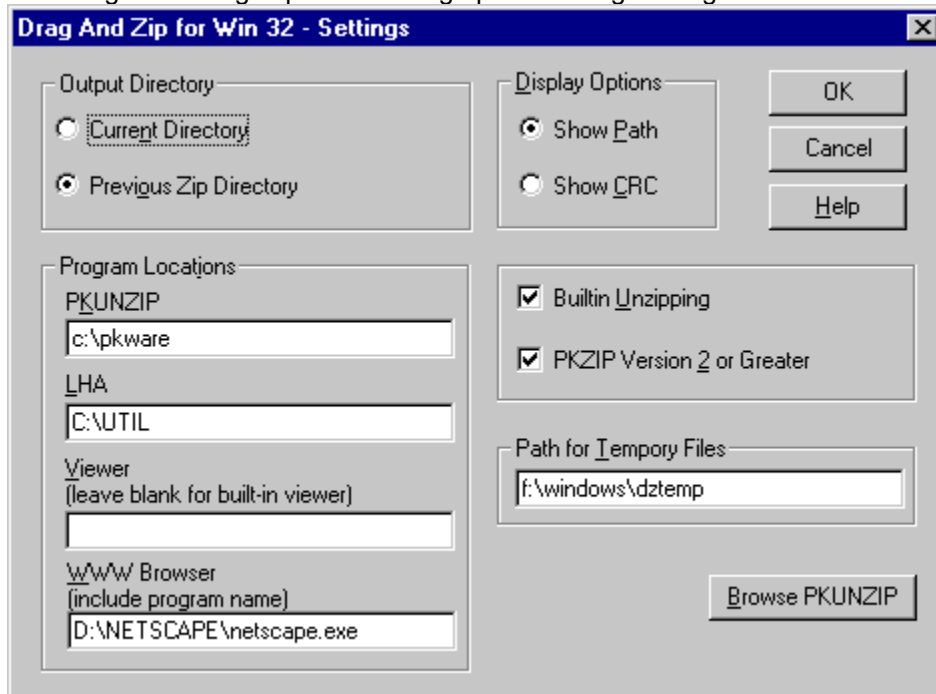 Drag And Zip for Win 32 - Settings
Output Directory
Current Directory
Previous Zip Directory
Display Options
Show Path
Show CRC
OK
Cancel
Help
Program Locations
PKUNZIP
c:\pkware
LHA
C:\UTIL
Viewer
(leave blank for built-in viewer)
WWW Browser
(include program name)
D:\NETSCAPE\netscape.exe
Builtin Unzipping
PKZIP Version 2 or Greater
Path for Tempory Files
f:\windows\dztemp
Browse PKUNZIP